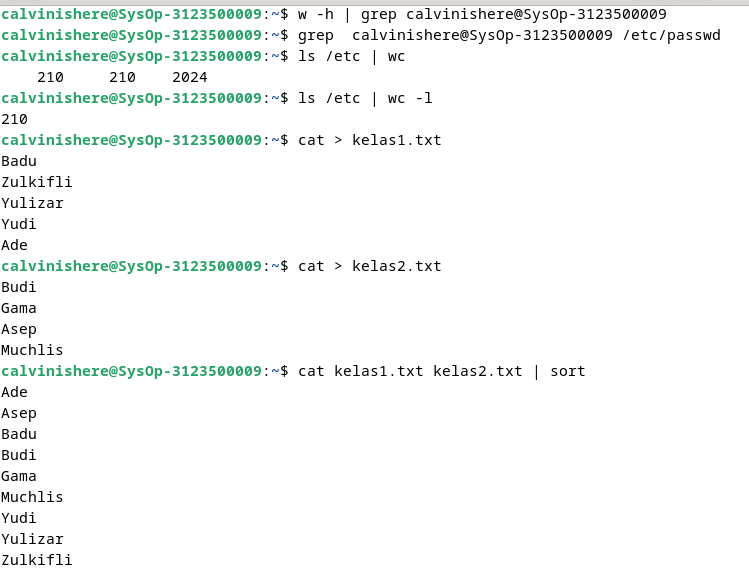 calvinishere@SysOp-3123500009:~$ w -h | grep calvinishere@SysOp-3123500009
calvinishere@SysOp-3123500009:~$ grep  calvinishere@SysOp-3123500009 /etc/passwd
calvinishere@SysOp-3123500009:~$ ls /etc | wc
    210     210    2024
calvinishere@SysOp-3123500009:~$ ls /etc | wc -l
210
calvinishere@SysOp-3123500009:~$ cat > kelas1.txt
Badu
Zulkifli
Yulizar
Yudi
Ade
calvinishere@SysOp-3123500009:~$ cat > kelas2.txt
Budi
Gama
Asep
Muchlis
calvinishere@SysOp-3123500009:~$ cat kelas1.txt kelas2.txt | sort
Ade
Asep
Badu
Budi
Gama
Muchlis
Yudi
Yulizar
Zulkifli